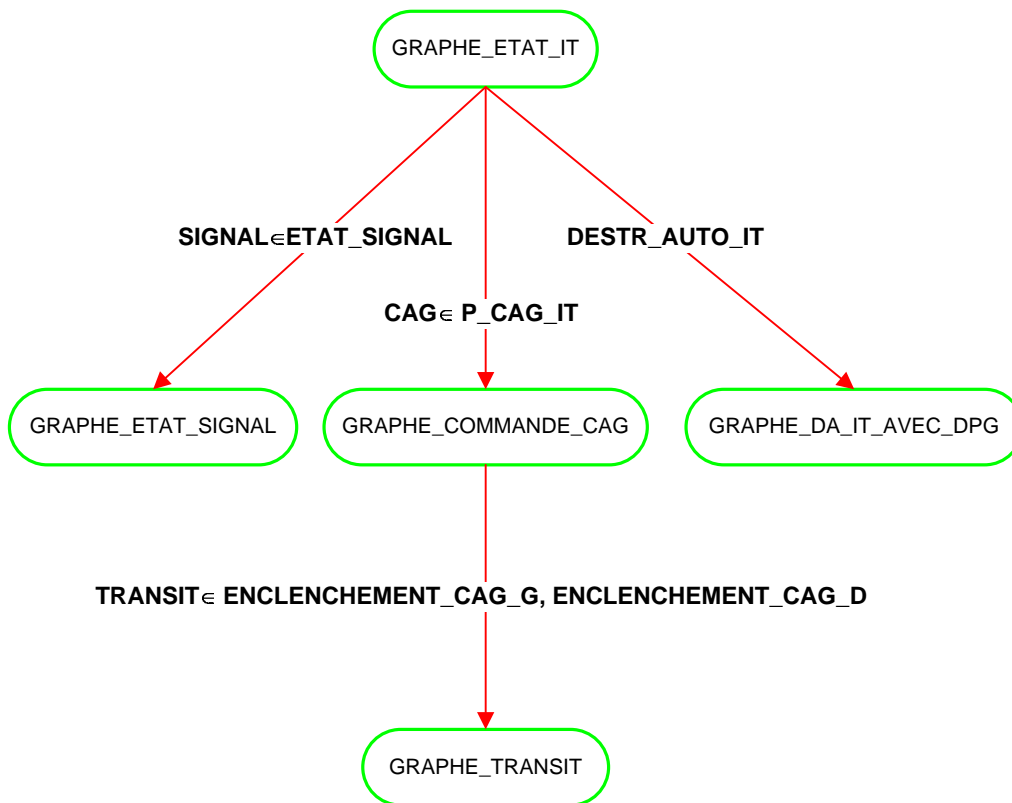 GRAPHE_ETAT_IT
SIGNAL∈ETAT_SIGNAL
DESTR_AUTO_IT
CAG∈ P_CAG_IT
GRAPHE_ETAT_SIGNAL
GRAPHE_COMMANDE_CAG
GRAPHE_DA_IT_AVEC_DPG
TRANSIT∈ ENCLENCHEMENT_CAG_G, ENCLENCHEMENT_CAG_D
GRAPHE_TRANSIT